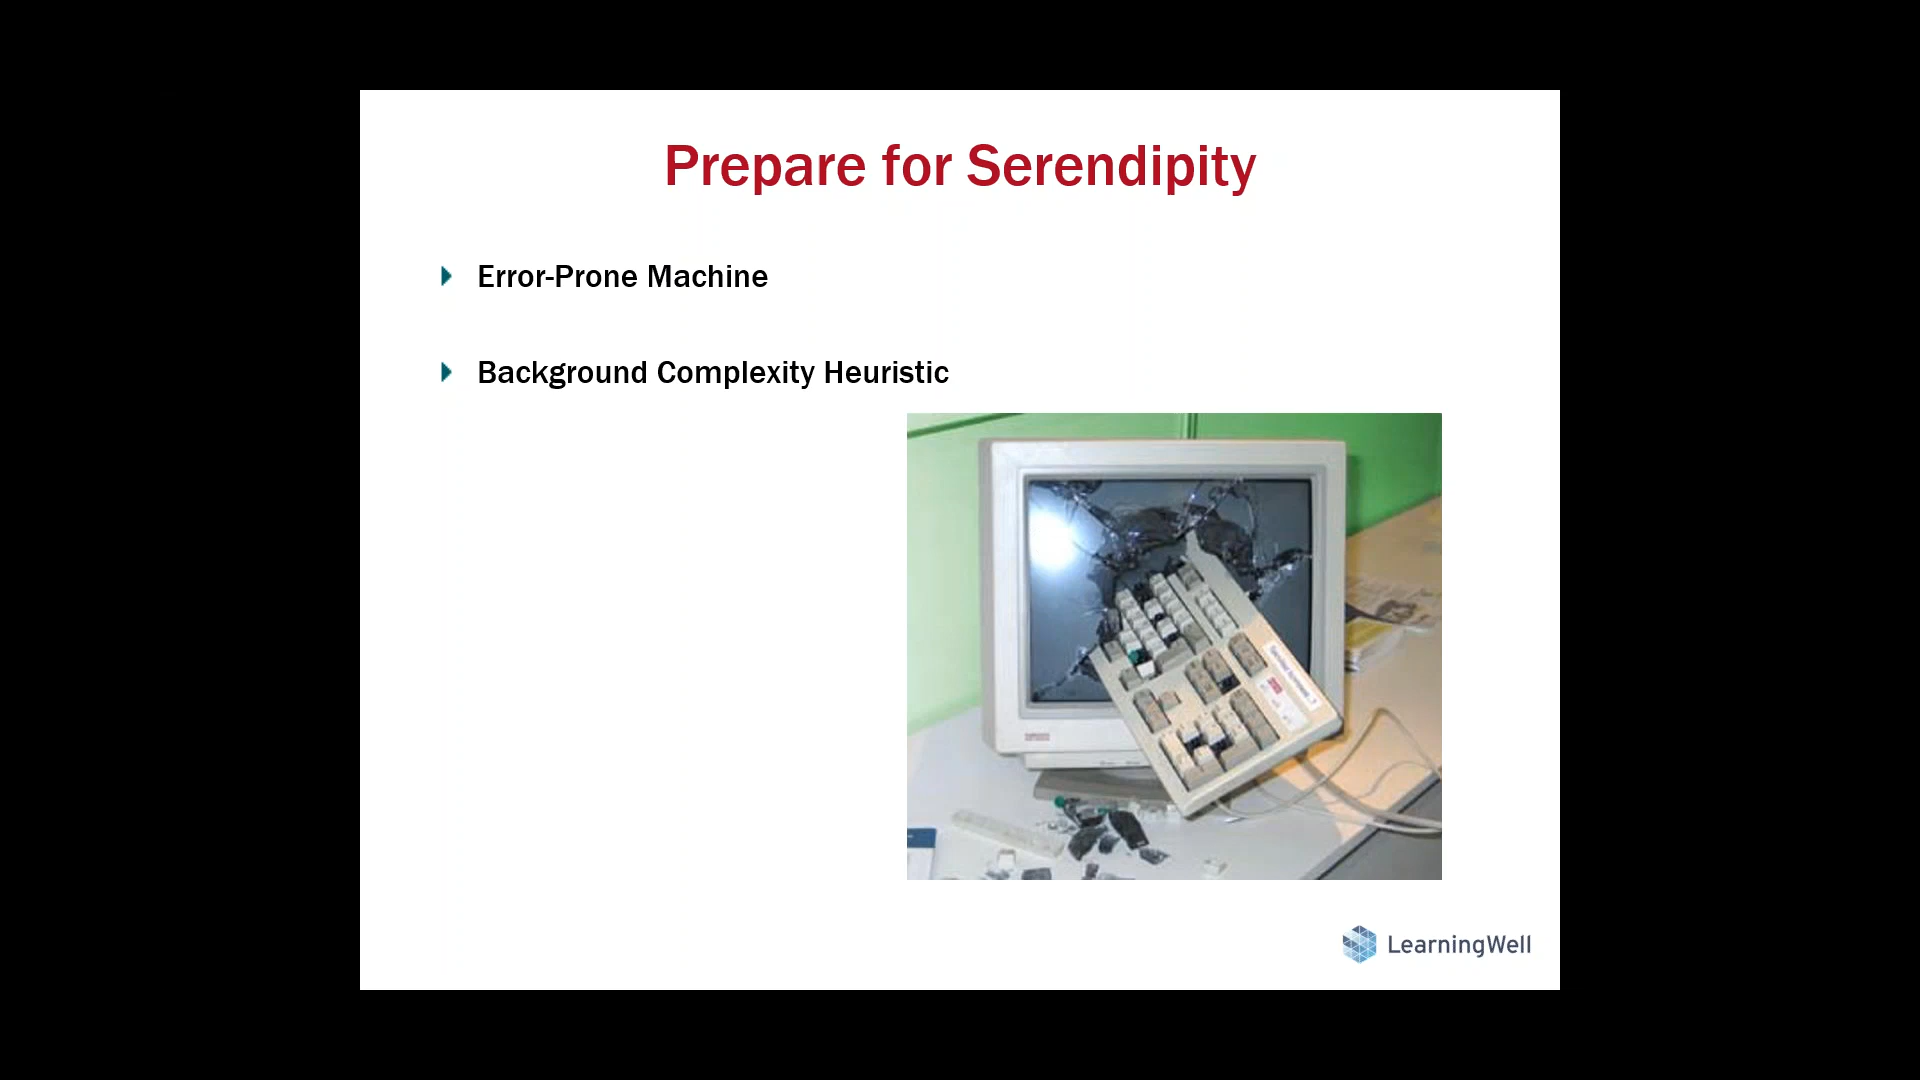 Prepare for Serendipity
Error-Prone Machine
Background Complexity Heuristic
LearningWell